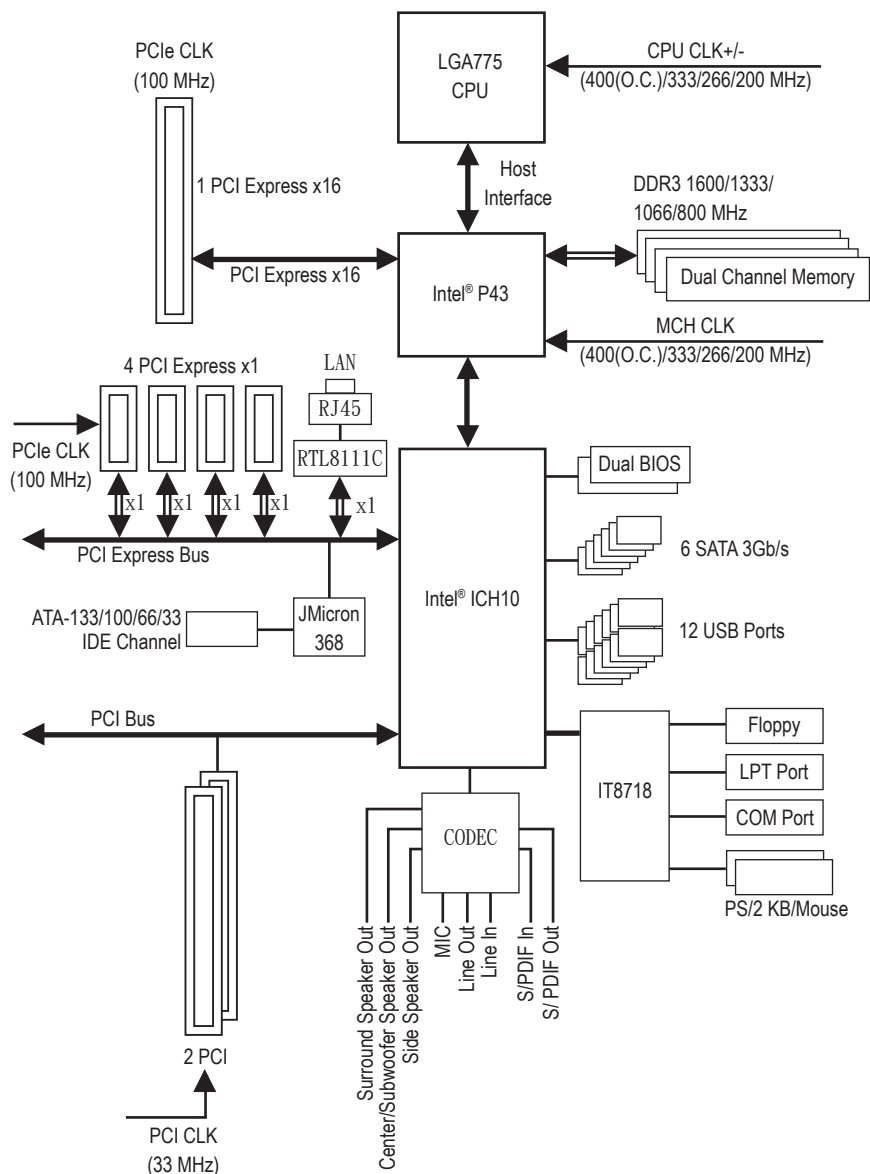 PCIe CLK
(100 MHz)
LGA775
CPU
CPU CLK+/-
(400(O.C.)/333/266/200 MHz)
1 PCI Express x16
Host
Interface
DDR3 1600/1333/
1066/800 MHz
PCI Express x16
Intel® P43
Dual Channel Memory
MCH CLK
(400(O.C.)/333/266/200 MHz)
4 PCI Express x1
LAN
RJ45
RTL8111C
PCIe CLK
(100 MHz)
x1
x1
x1
x1
x1
PCI Express Bus
Dual BIOS
6 SATA 3Gb/s
Intel® ICH10
ATA-133/100/66/33
IDE Channel
JMicron
368
12 USB Ports
PCI Bus
IT8718
Floppy
LPT Port
COM Port
PS/2 KB/Mouse
CODEC
Surround Speaker Out
Center/Subwoofer Speaker Out
Side Speaker Out
MIC
Line Out
Line In
S/PDIF In
S/ PDIF Out
2 PCI
PCI CLK
(33 MHz)